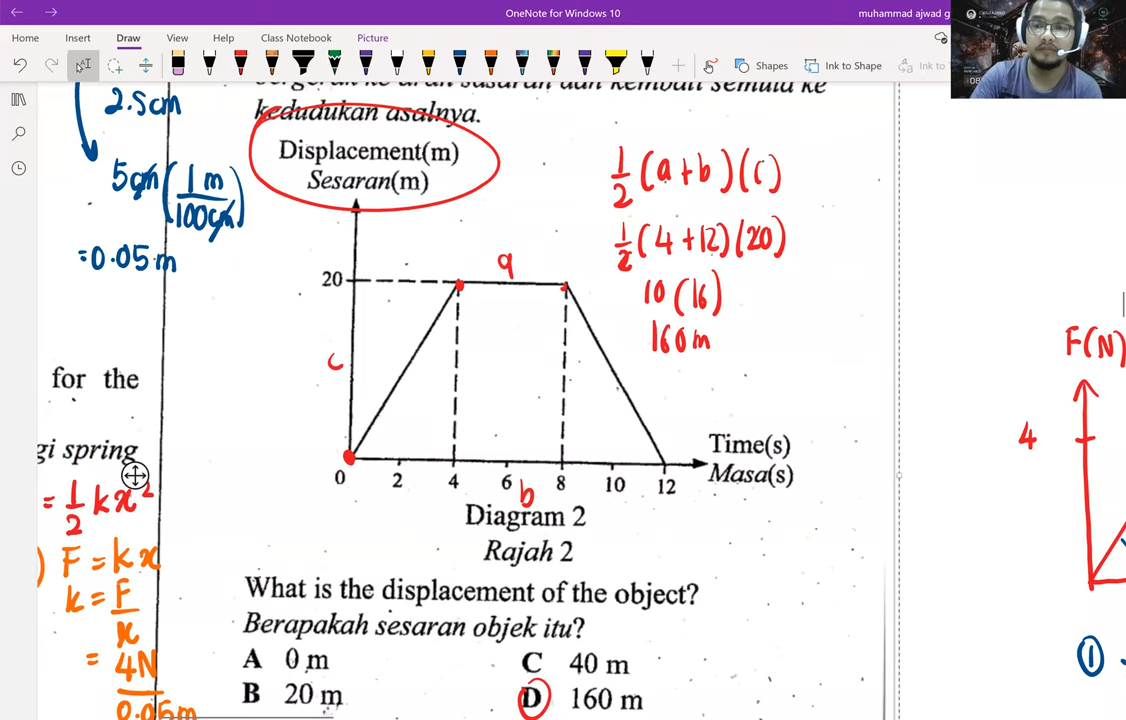 OneNote for Windows 10
muhammad ajwad g
Home Insert Draw View Help Class Notebook Picture
Shapes
Ink to Shape
Ink to
kedudukan asalnya.
2.5cm
5cm (1m/100cm)
=0.05m
Displacement(m)
Sesaran(m)
1/2 (a+b)(c)
1/2 (4+12)(20)
10(16)
160m
20
a
c
0 2 4 6 8 10 12
b
Time(s)
Masa(s)
Diagram 2
Rajah 2
for the
gi spring
= 1/2 kx²
) F = kx
k = F/x
= 4N/0.05m
What is the displacement of the object?
Berapakah sesaran objek itu?
A 0 m
C 40 m
B 20 m
D 160 m
F(N)
4
1